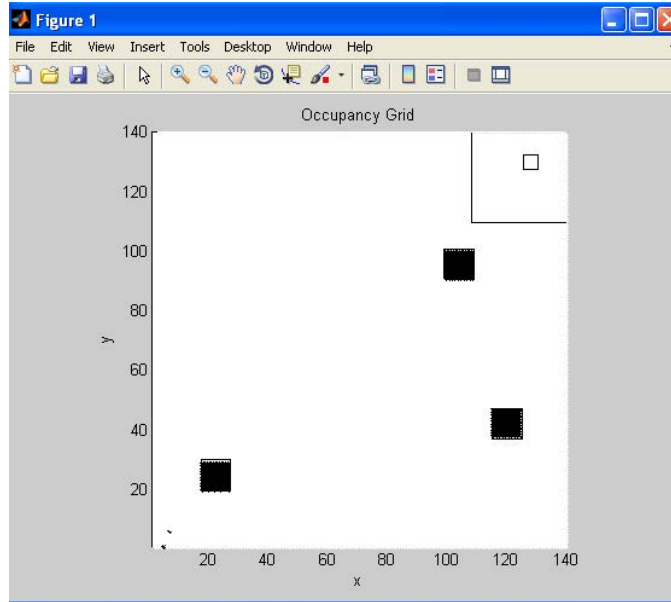 Figure 1
File Edit View Insert Tools Desktop Window Help
Occupancy Grid
140
120
100
80
60
40
20
y
20 40 60 80 100 120 140
x